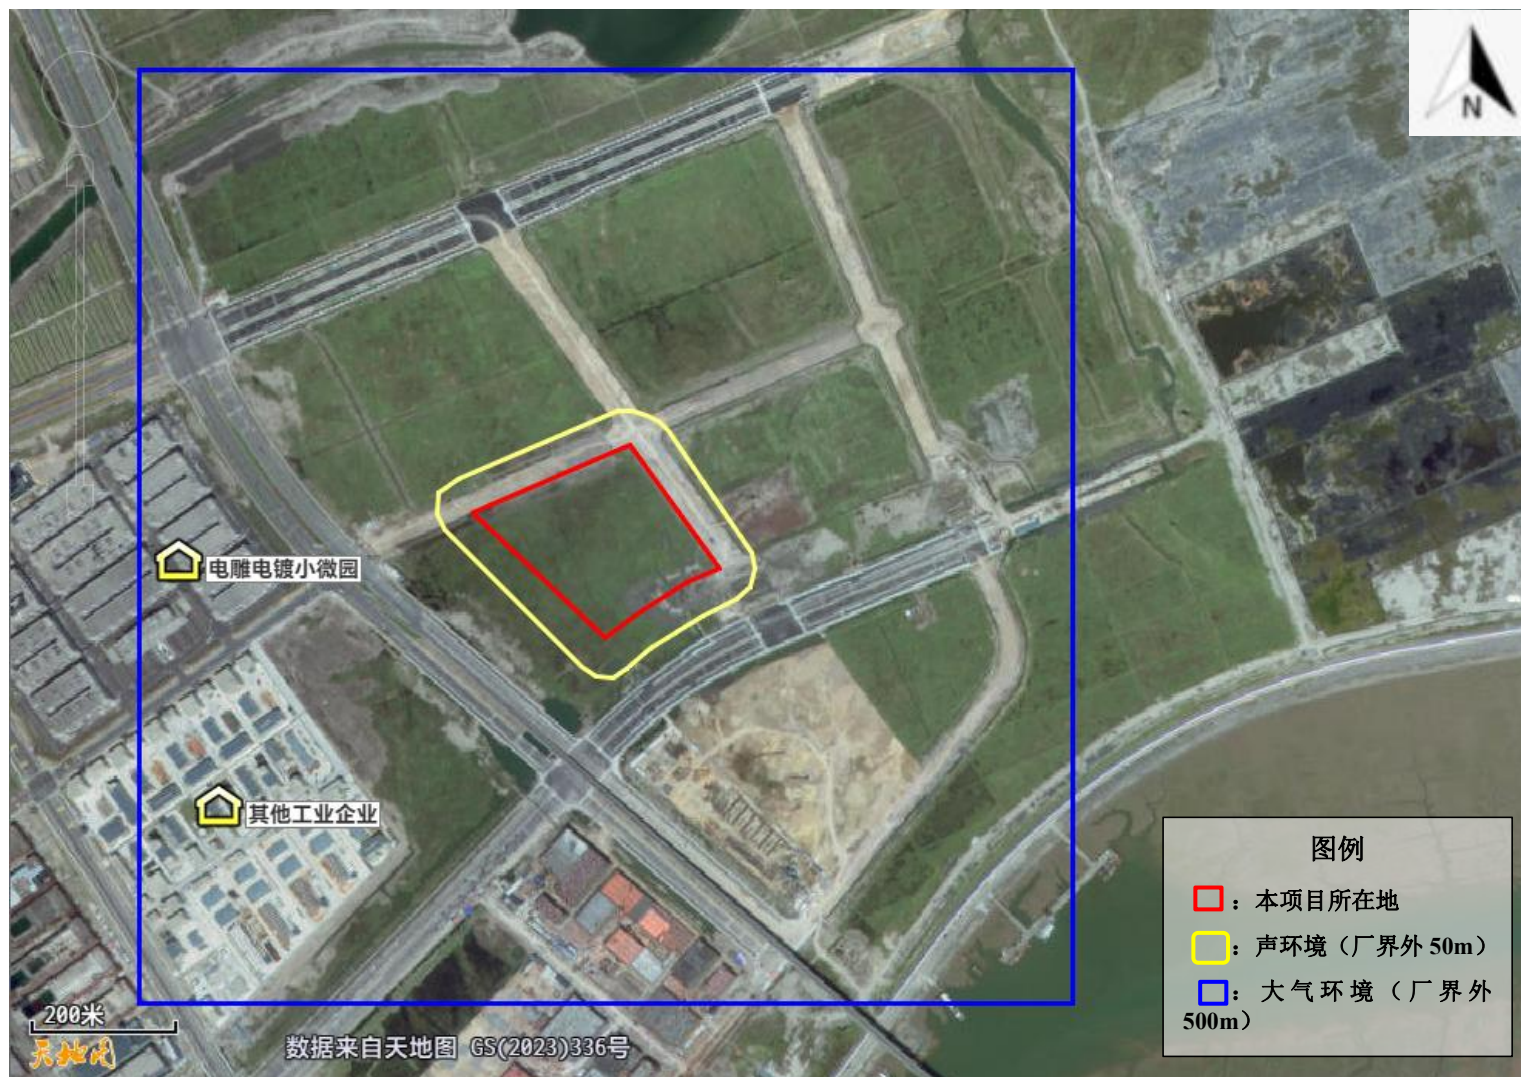 N
电雕电镀小微园
其他工业企业
图例
：本项目所在地
：声环境（厂界外 50m）
：大气环境（厂界外
500m）
200米
天地图
数据来自天地图 GS(2023)336号